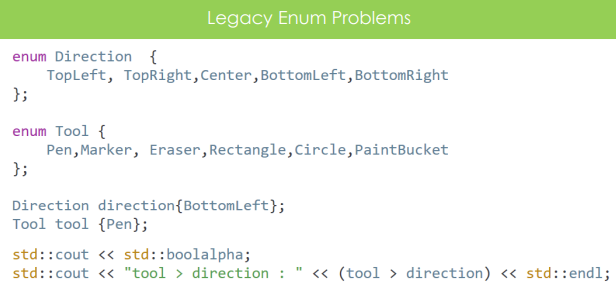 Legacy Enum Problems
enum Direction  {
    TopLeft, TopRight,Center,BottomLeft,BottomRight
};
enum Tool {
    Pen,Marker, Eraser,Rectangle,Circle,PaintBucket
};
Direction direction{BottomLeft};
Tool tool {Pen};
std::cout << std::boolalpha;
std::cout << "tool > direction : " << (tool > direction) << std::endl;